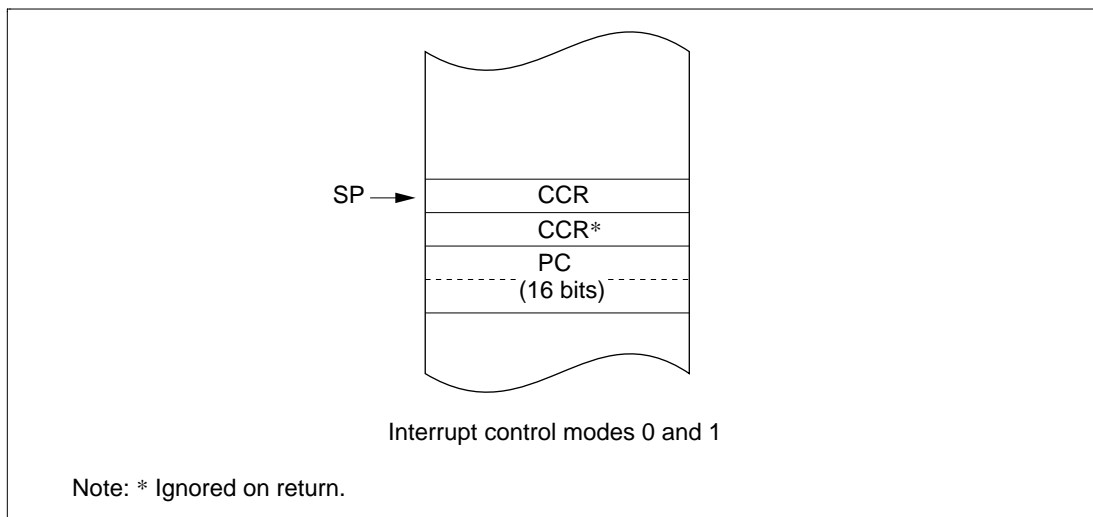 SP
CCR
CCR*
PC
(16 bits)
Interrupt control modes 0 and 1
Note: * Ignored on return.